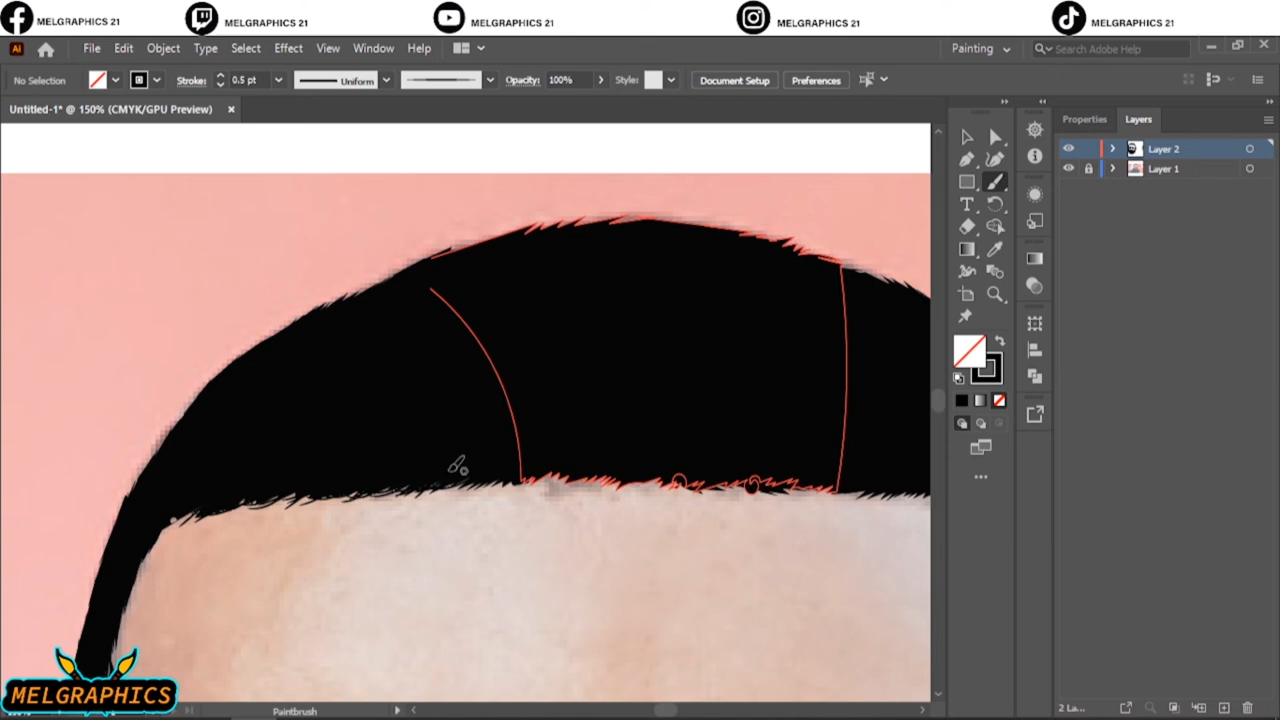 MELGRAPHICS 21
MELGRAPHICS 21
MELGRAPHICS 21
MELGRAPHICS 21
MELGRAPHICS 21
Ai
File Edit Object Type Select Effect View Window Help
Painting
Search Adobe Help
No Selection
Stroke:
0.5 pt
Uniform
Opacity:
100%
Style:
Document Setup
Preferences
Untitled-1* @ 150% (CMYK/GPU Preview)
Properties
Layers
Layer 2
Layer 1
MELGRAPHICS
Paintbrush
2 La...